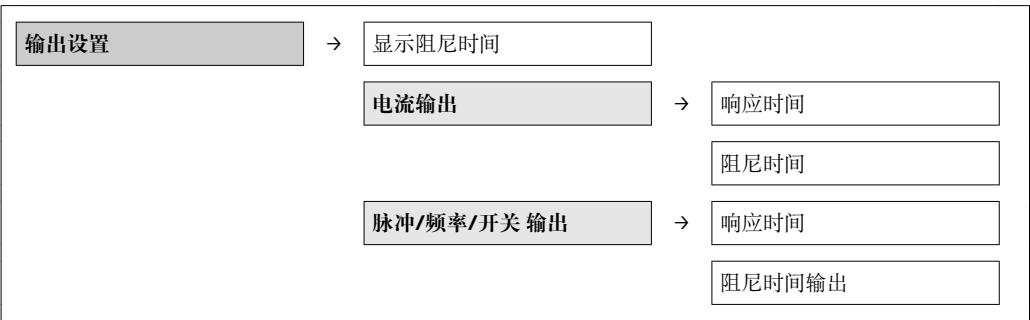 输出设置 → 显示阻尼时间
电流输出 → 响应时间
阻尼时间
脉冲/频率/开关 输出 → 响应时间
阻尼时间输出